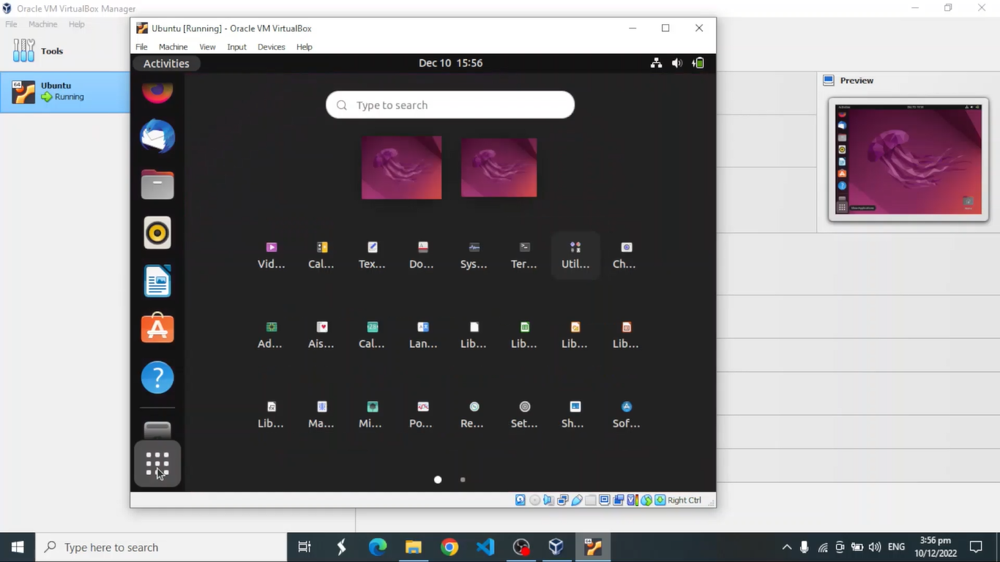 Oracle VM VirtualBox Manager
File Machine Help
Tools
Ubuntu
Running
64
Ubuntu [Running] - Oracle VM VirtualBox
File Machine View Input Devices Help
Activities
Dec 10 15:56
Type to search
Vid... Cal... Tex... Do... Sys... Ter... Util... Ch...
Ad... Ais... Cal... Lan... Lib... Lib... Lib... Lib...
Lib... Ma... Mi... Po... Re... Set... Sh... Sof...
Right Ctrl
Preview
Type here to search
ENG
3:56 pm
10/12/2022